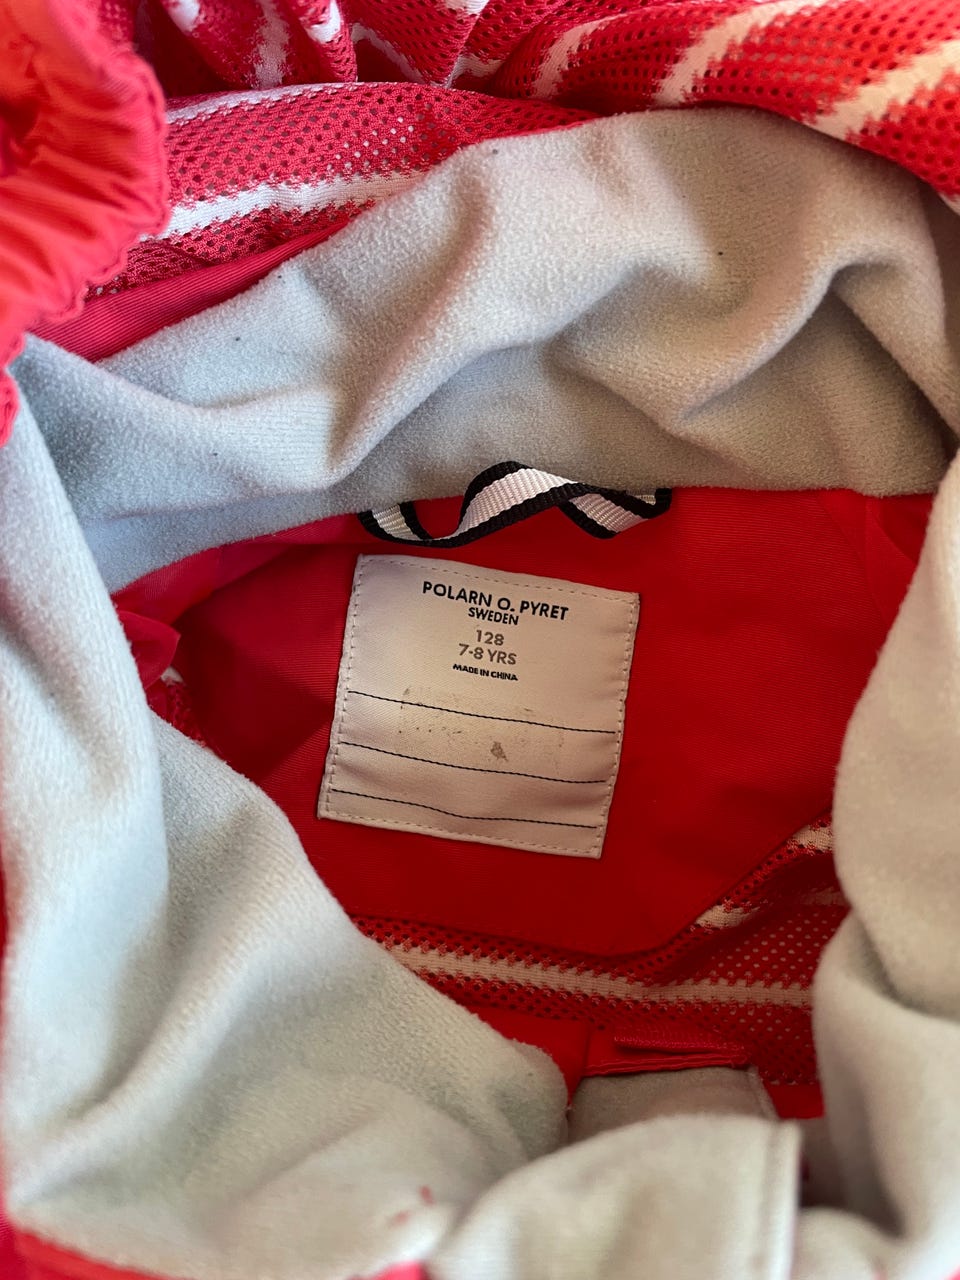 POLARN O. PYRET
SWEDEN
128
7-8 YRS
MADE IN CHINA